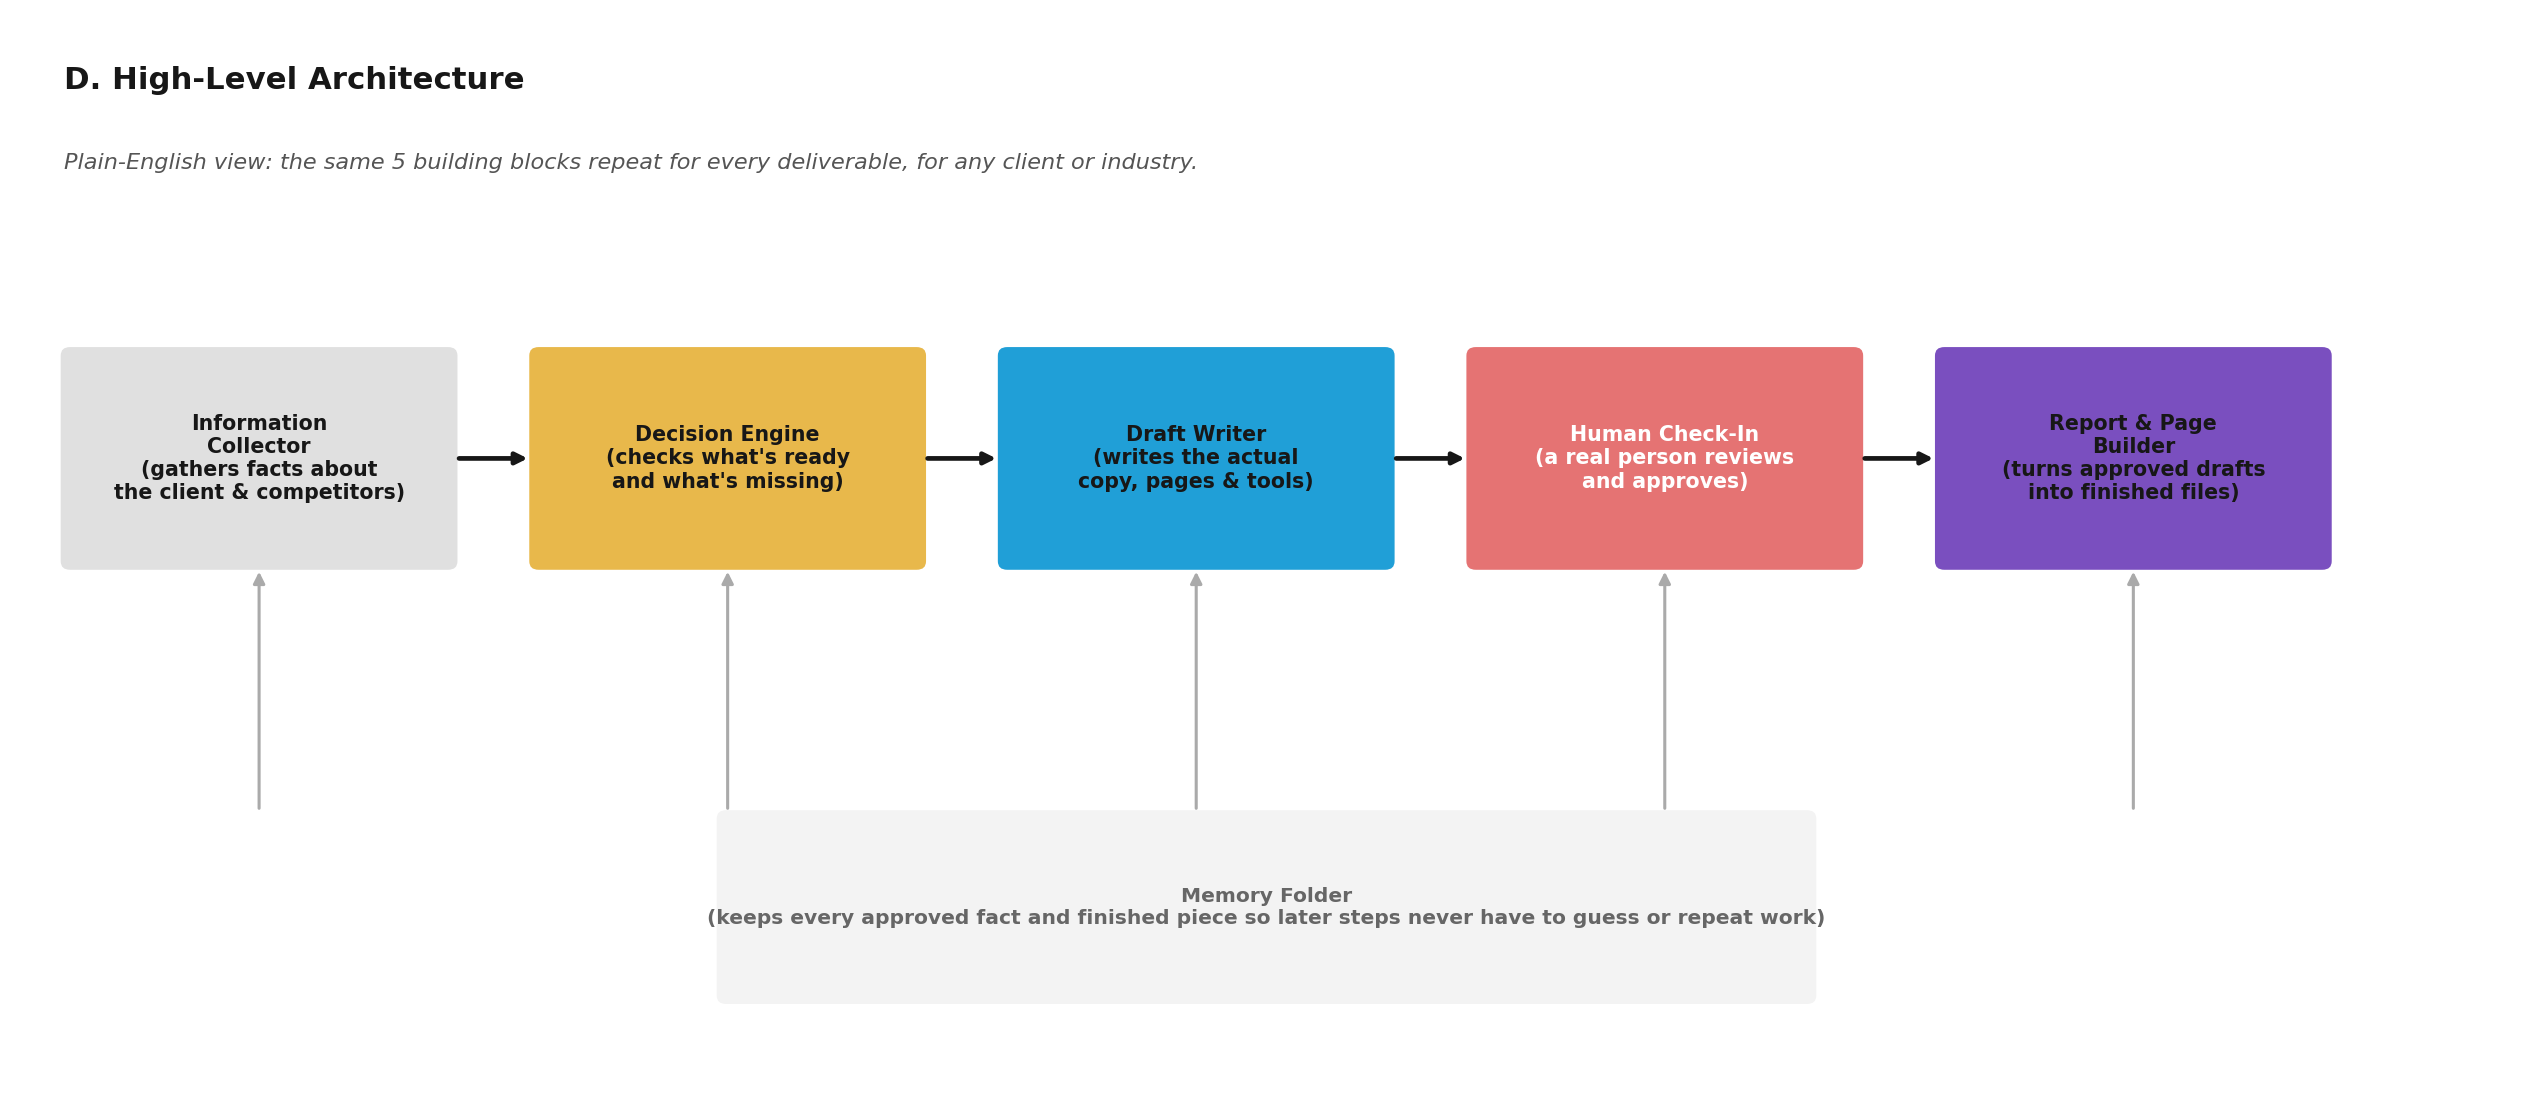 D. High-Level Architecture
Plain-English view: the same 5 building blocks repeat for every deliverable, for any client or industry.
Information
Collector
(gathers facts about
the client & competitors)
Decision Engine
(checks what's ready
and what's missing)
Draft Writer
(writes the actual
copy, pages & tools)
Human Check-In
(a real person reviews
and approves)
Report & Page
Builder
(turns approved drafts
into finished files)
Memory Folder
(keeps every approved fact and finished piece so later steps never have to guess or repeat work)